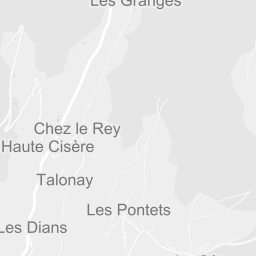 Les Granges
Chez le Rey
Haute Cisère
Talonay
Les Pontets
Les Dians